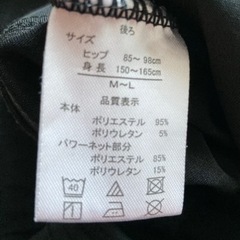 後ろ
サイズ
ヒップ 85～98cm
身長 150～165cm
M～L
品質表示
本体
ポリエステル 95%
ポリウレタン 5%
パワーネット部分
ポリエステル 85%
ポリウレタン 15%
40